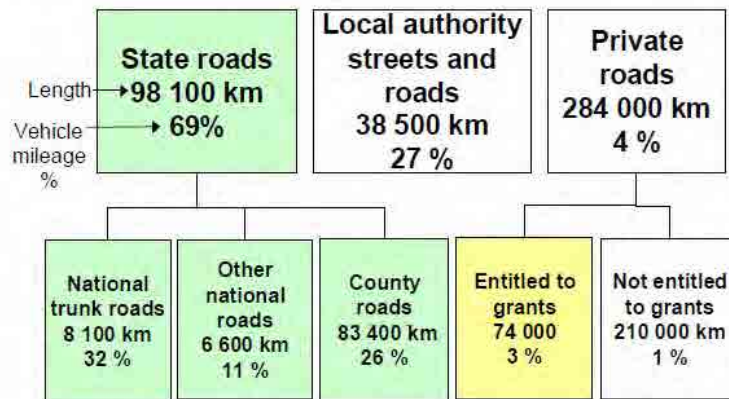 State roads
98 100 km
69%
Length
Vehicle
mileage
%
Local authority
streets and
roads
38 500 km
27 %
Private
roads
284 000 km
4 %
National
trunk roads
8 100 km
32 %
Other
national
roads
6 600 km
11 %
County
roads
83 400 km
26 %
Entitled to
grants
74 000
3 %
Not entitled
to grants
210 000 km
1 %